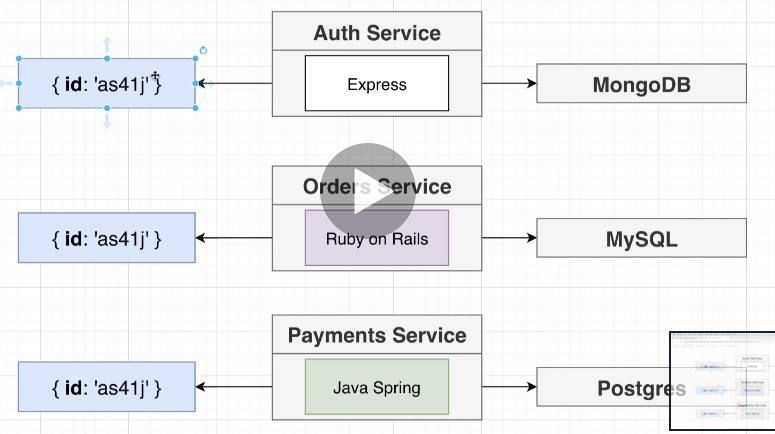 Auth Service
{ id: 'as41j' }
Express
MongoDB
Orders Service
{ id: 'as41j' }
Ruby on Rails
MySQL
Payments Service
{ id: 'as41j' }
Java Spring
Postgres